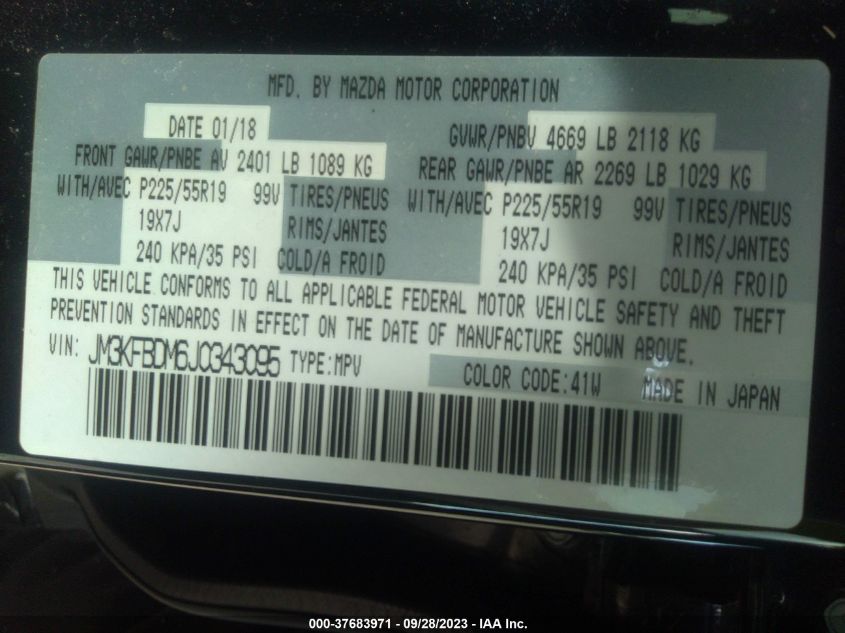 MFD. BY MAZDA MOTOR CORPORATION
DATE 01/18 GVWR/PNBV 4669 LB 2118 KG
FRONT GAWR/PNBE AV 2401 LB 1089 KG REAR GAWR/PNBE AR 2269 LB 1029 KG
WITH/AVEC P225/55R19 99V TIRES/PNEUS WITH/AVEC P225/55R19 99V TIRES/PNEUS
19X7J RIMS/JANTES 19X7J RIMS/JANTES
240 KPA/35 PSI COLD/A FROID 240 KPA/35 PSI COLD/A FROID
THIS VEHICLE CONFORMS TO ALL APPLICABLE FEDERAL MOTOR VEHICLE SAFETY AND THEFT
PREVENTION STANDARDS IN EFFECT ON THE DATE OF MANUFACTURE SHOWN ABOVE.
VIN: JM3KFBDM6J0343095 TYPE:MPV COLOR CODE:41W MADE IN JAPAN
000-37683971 - 09/28/2023 - IAA Inc.